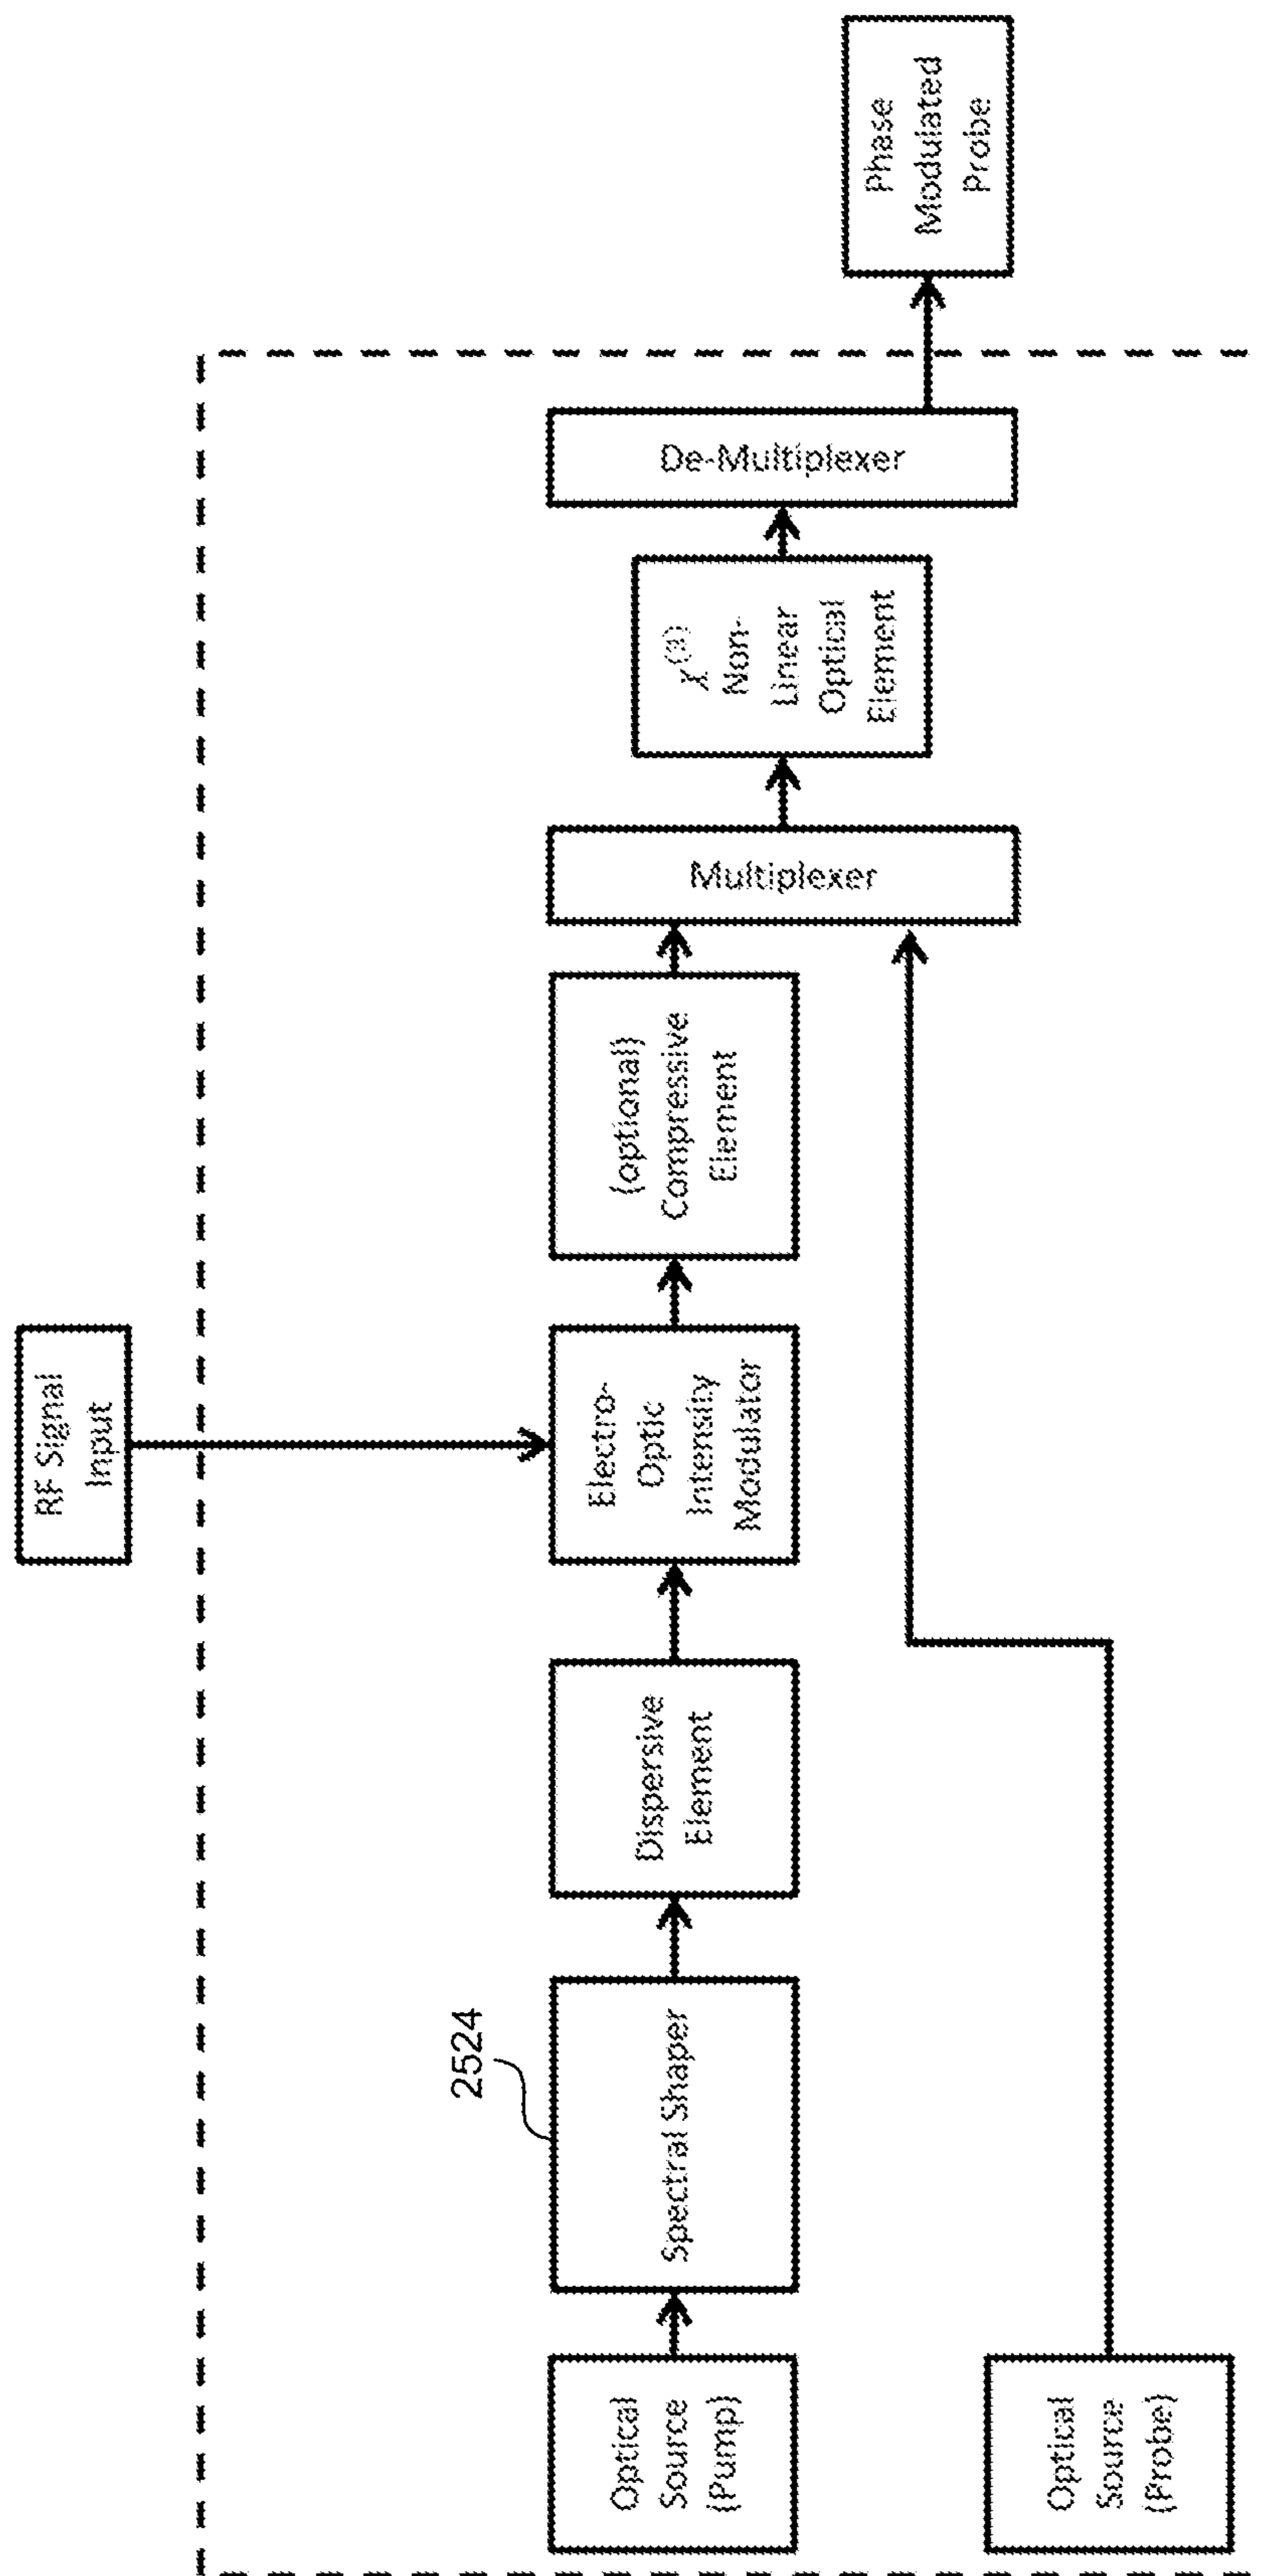 RF Signal
Input
Optical
Source
(Pump)
2524
Spectral Shaper
Dispersive
Element
Electro-
Optic
Intensity
Modulator
(optional)
Compressive
Element
Multiplexer
χ(3)
Non-
Linear
Optical
Element
De-Multiplexer
Phase
Modulated
Probe
Optical
Source
(Probe)